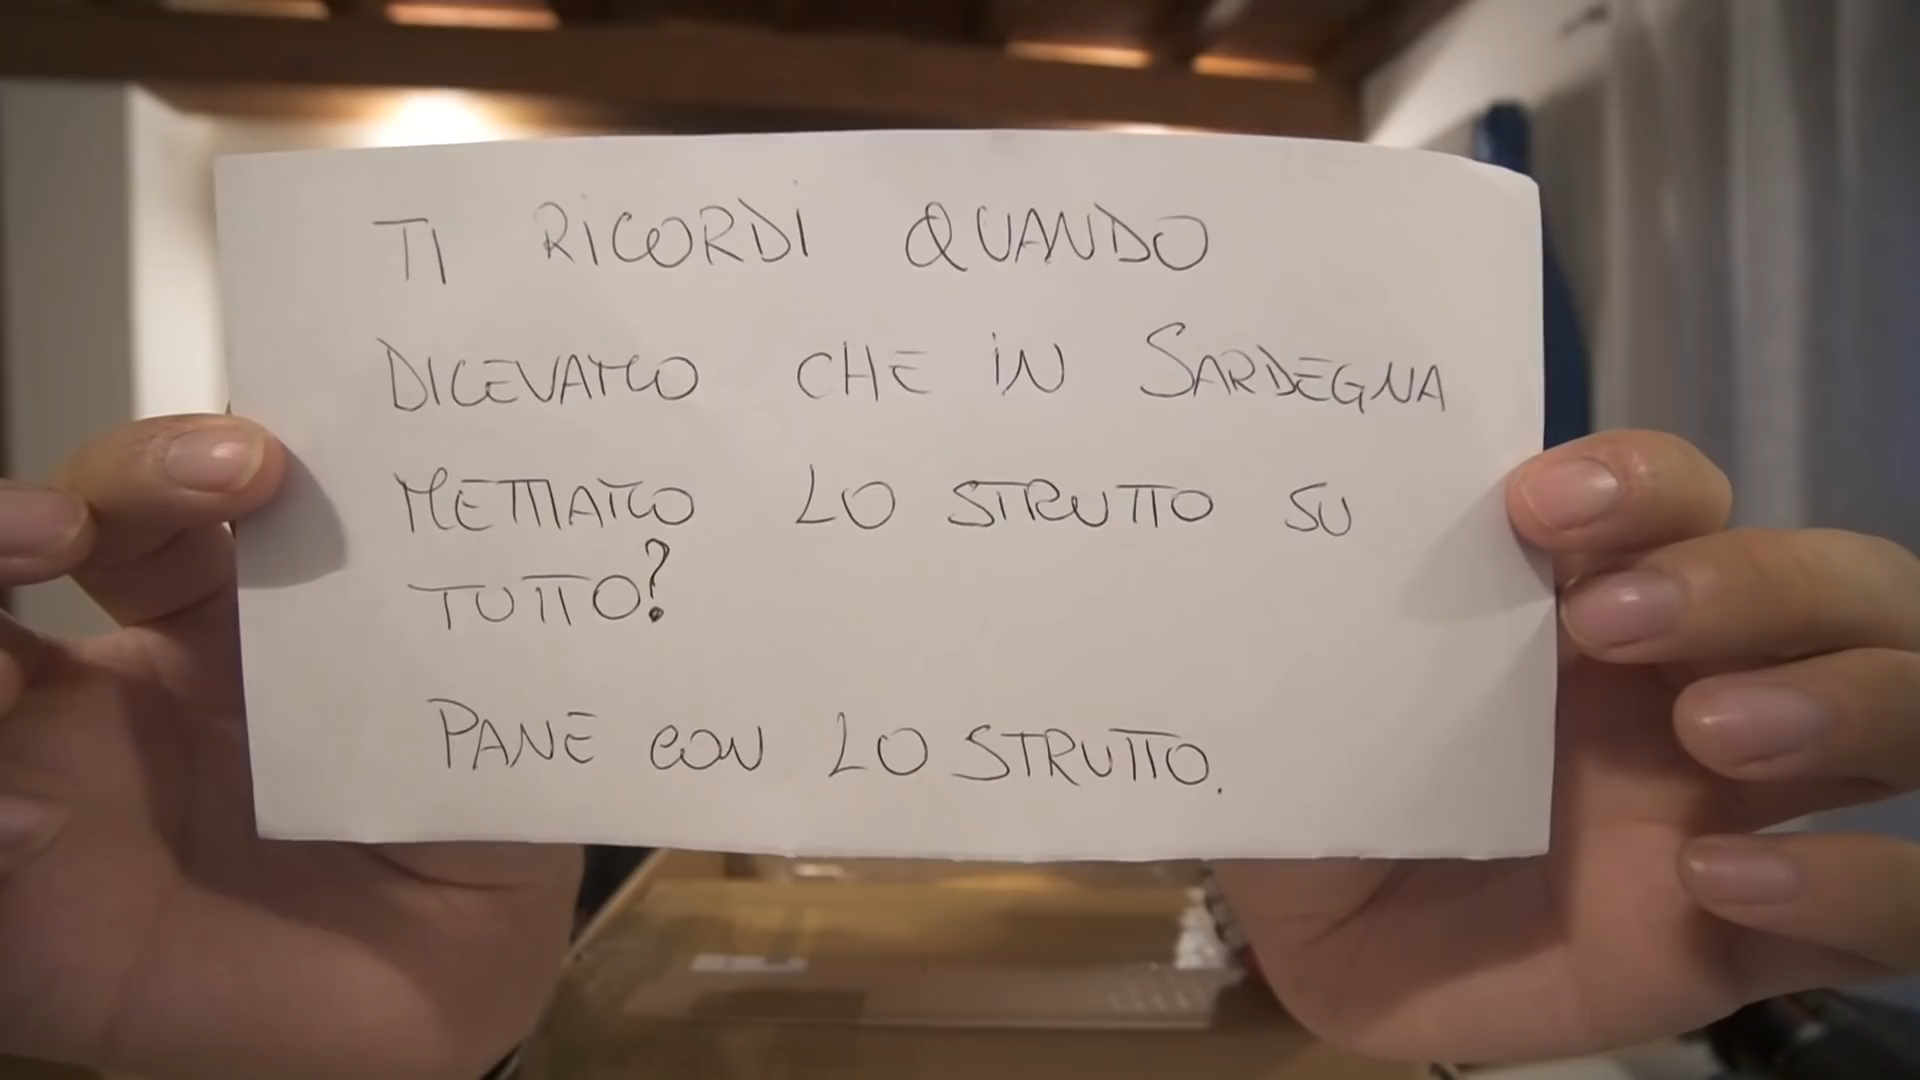 TI RICORDI QUANDO
DICEVAMO CHE IN SARDEGNA
METTIAMO LO STRUTTO SU
TUTTO?
PANE CON LO STRUTTO.